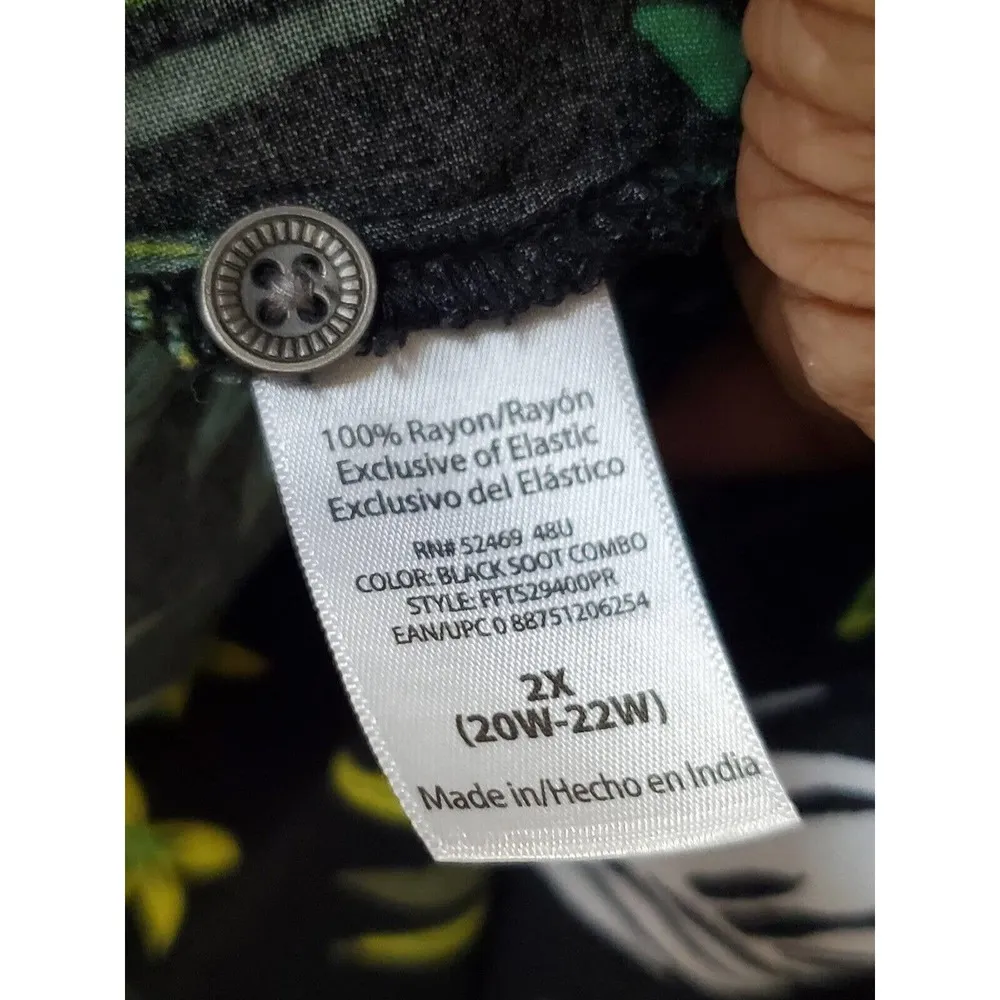 100% Rayon/Rayón
Exclusive of Elastic
Exclusivo del Elástico
RN# 52469 48U
COLOR: BLACK SOOT COMBO
STYLE: FFTS29400PR
EAN/UPC 0 88751206254
2X
(20W-22W)
Made in/Hecho en India